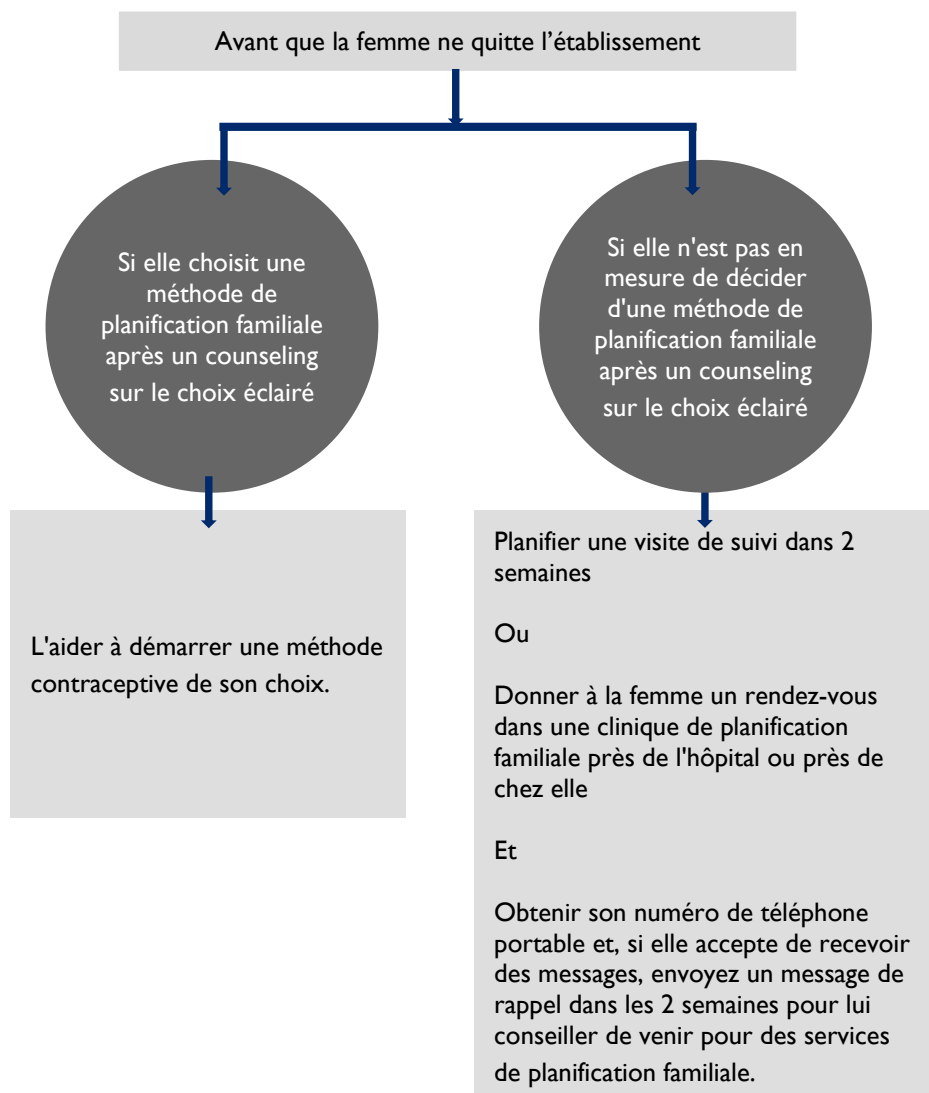 Avant que la femme ne quitte l’établissement
Si elle choisit une
méthode de
planification familiale
après un counseling
sur le choix éclairé
Si elle n'est pas en
mesure de décider
d'une méthode de
planification familiale
après un counseling
sur le choix éclairé
L'aider à démarrer une méthode
contraceptive de son choix.
Planifier une visite de suivi dans 2
semaines
Ou
Donner à la femme un rendez-vous
dans une clinique de planification
familiale près de l'hôpital ou près de
chez elle
Et
Obtenir son numéro de téléphone
portable et, si elle accepte de recevoir
des messages, envoyez un message de
rappel dans les 2 semaines pour lui
conseiller de venir pour des services
de planification familiale.